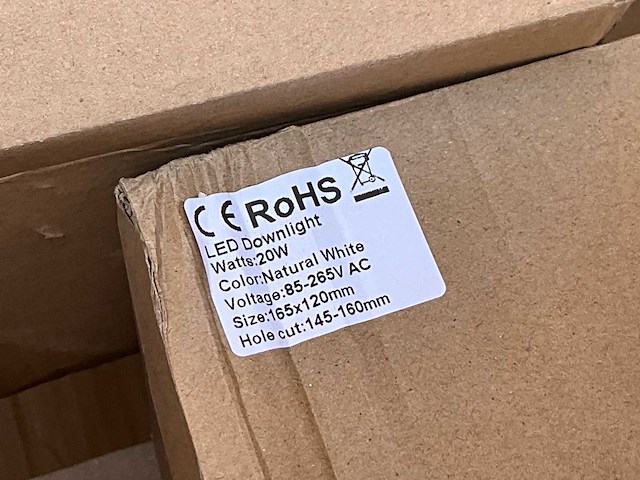 CE RoHS
LED Downlight
Watts:20W
Color:Natural White
Voltage:85-265V AC
Size:165x120mm
Hole cut:145-160mm